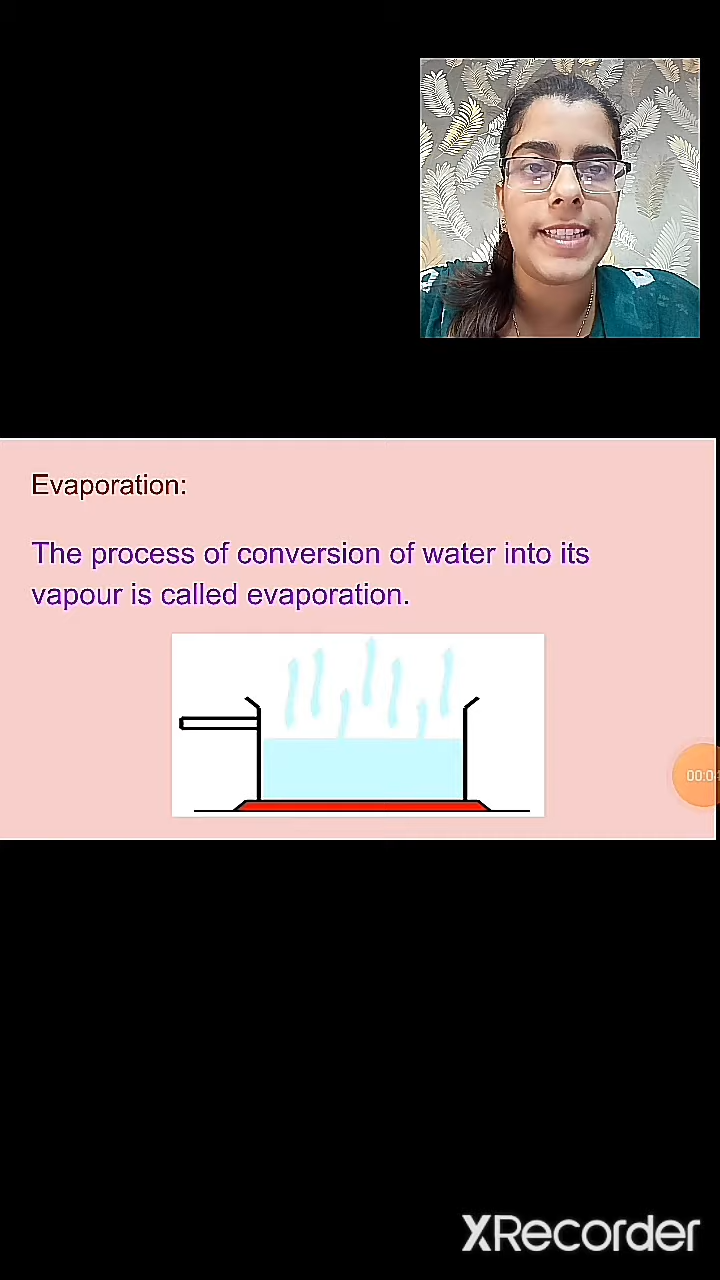 Evaporation:
The process of conversion of water into its
vapour is called evaporation.
XRecorder